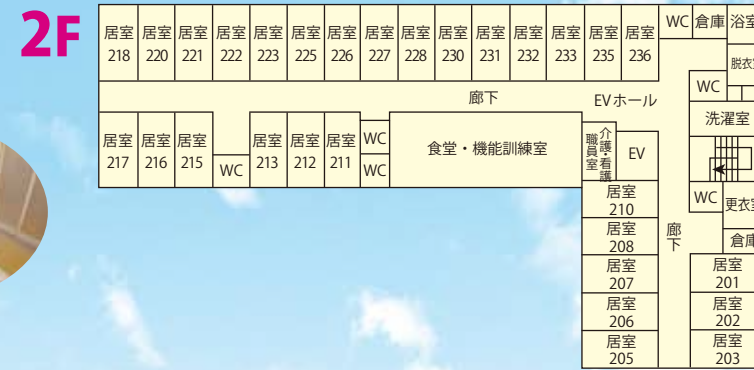 2F
居室 218
居室 220
居室 221
居室 222
居室 223
居室 225
居室 226
居室 227
居室 228
居室 230
居室 231
居室 232
居室 233
居室 235
居室 236
WC
倉庫
浴室
脱衣室
WC
洗濯室
廊下
EVホール
居室 217
居室 216
居室 215
WC
居室 213
居室 212
居室 211
WC
WC
食堂・機能訓練室
介護・看護
職員室
EV
WC
更衣室
倉庫
廊下
居室 210
居室 208
居室 207
居室 206
居室 205
居室 201
居室 202
居室 203